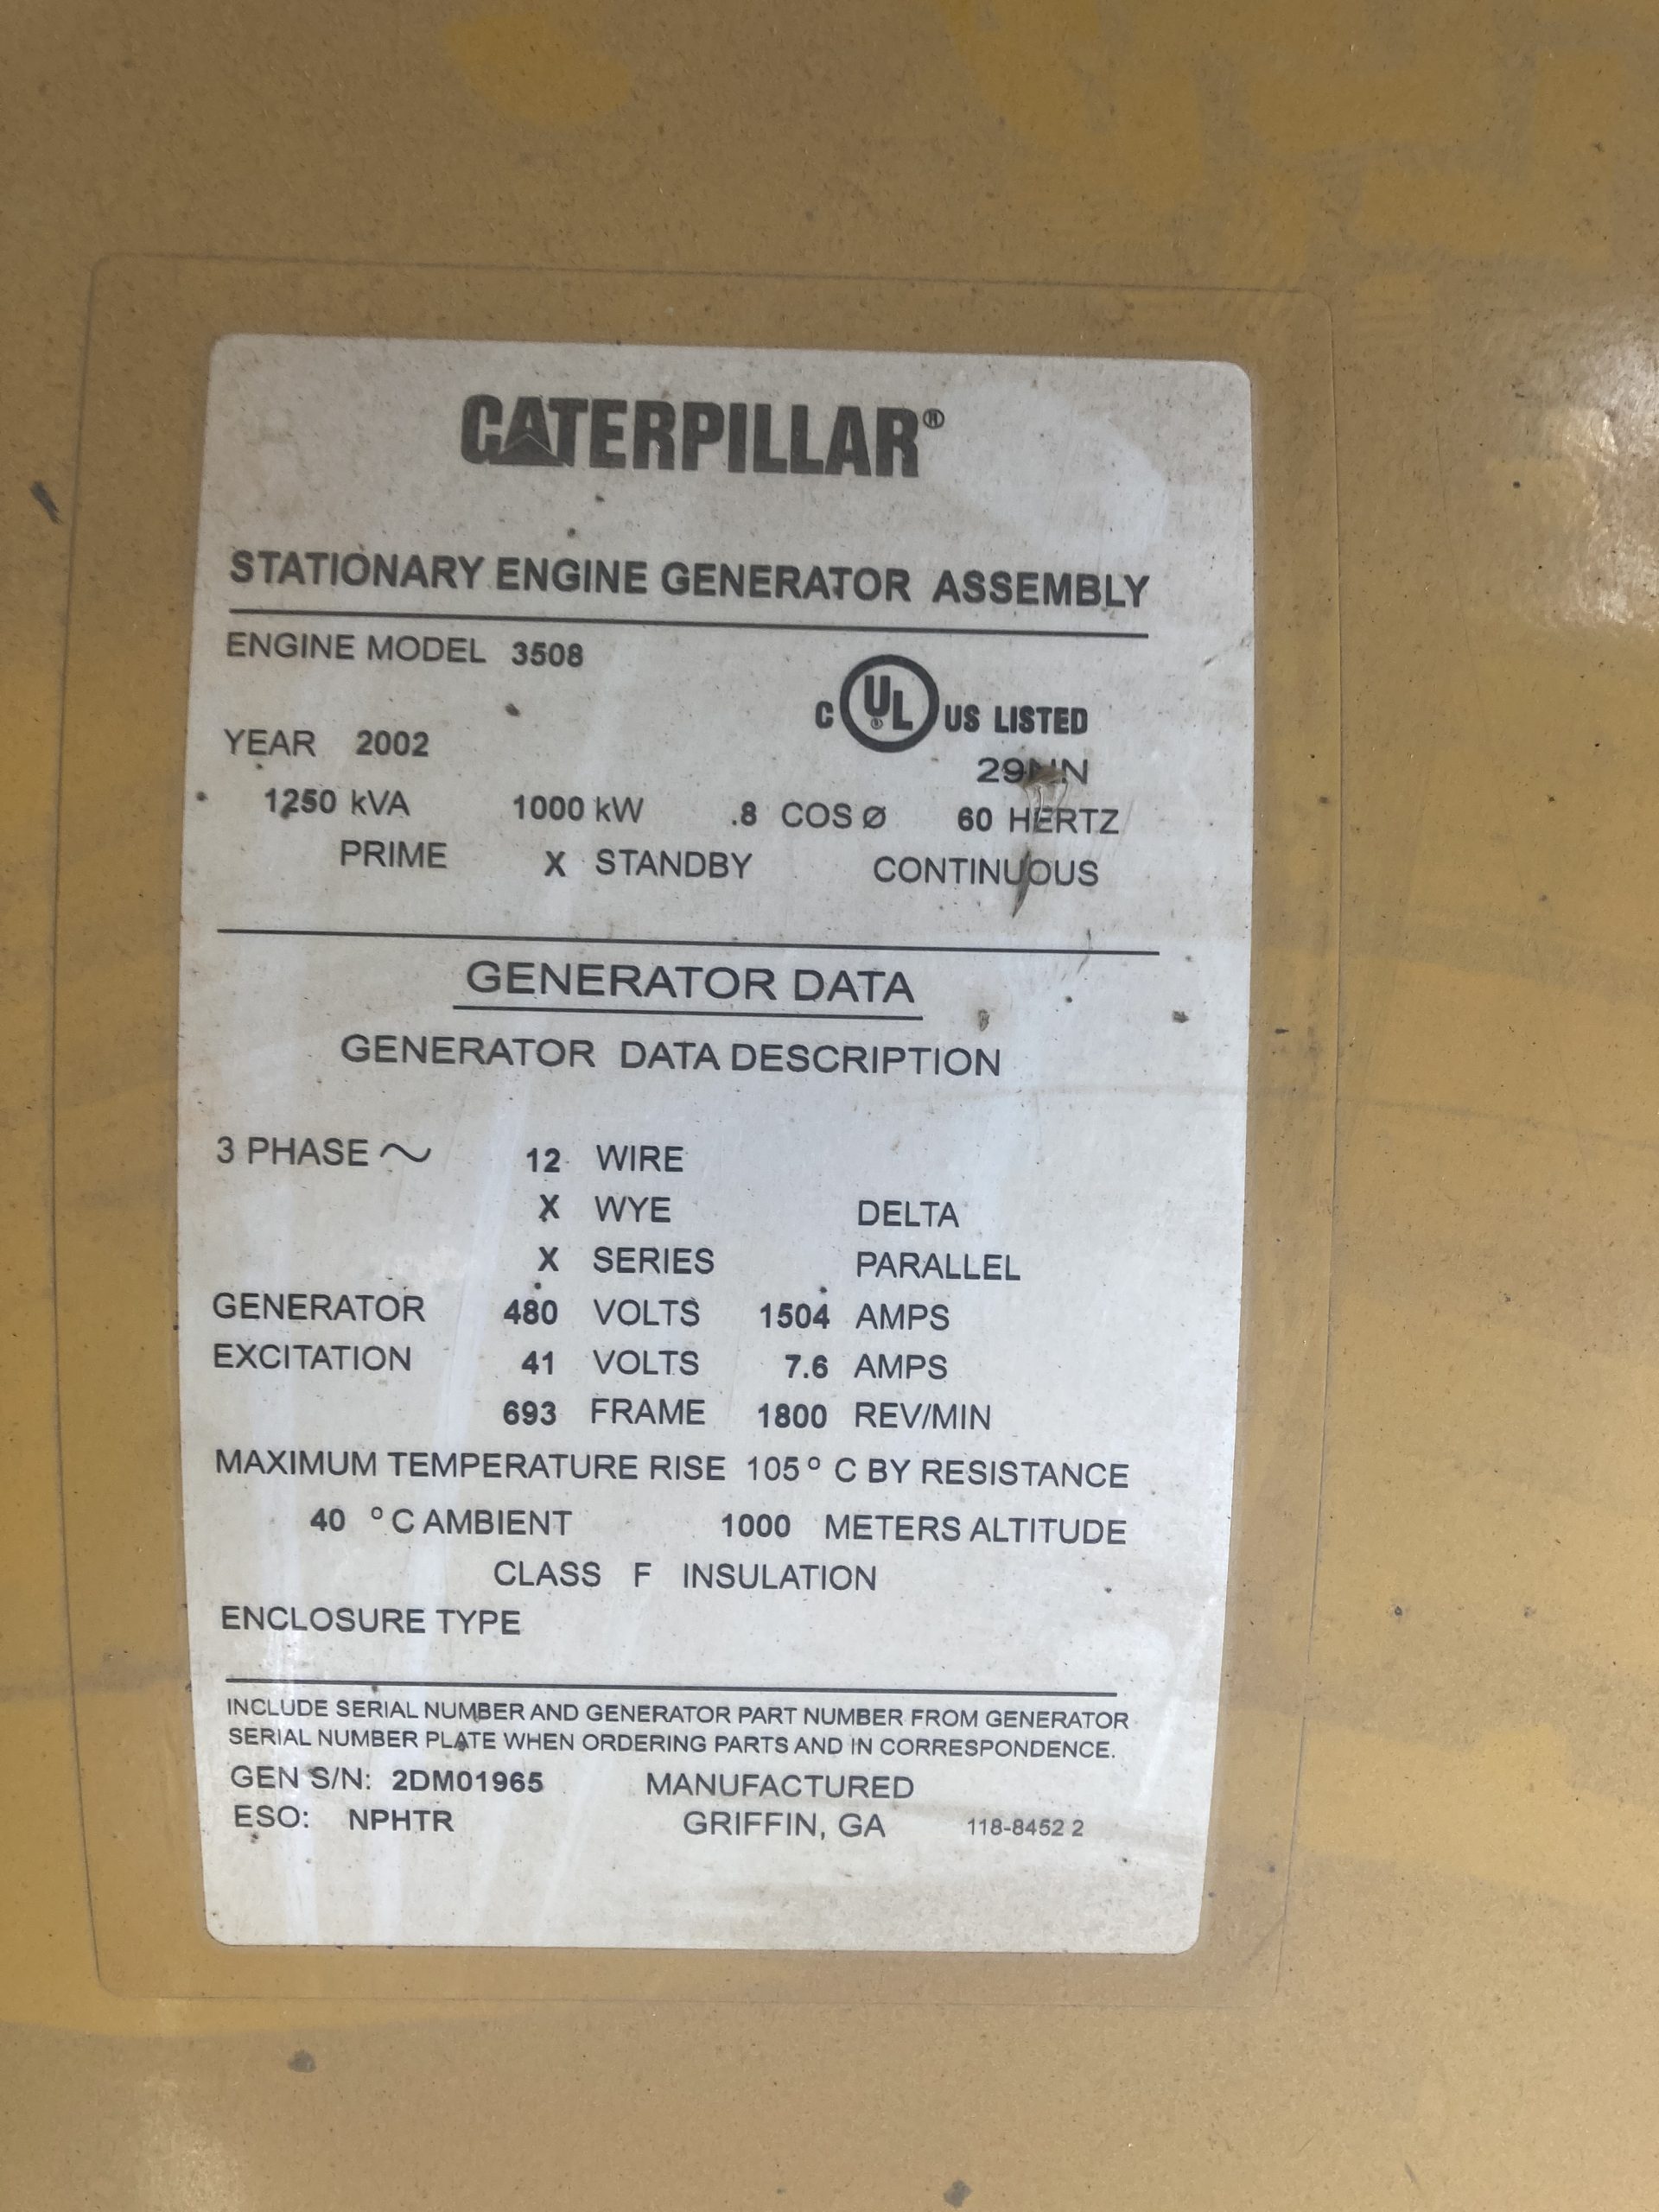 CATERPILLAR®
STATIONARY ENGINE GENERATOR ASSEMBLY
ENGINE MODEL 3508
C UL® US LISTED
YEAR 2002
29NN
1250 kVA 1000 kW .8 COS Ø 60 HERTZ
PRIME X STANDBY CONTINUOUS
GENERATOR DATA
GENERATOR DATA DESCRIPTION
3 PHASE ~ 12 WIRE
X WYE DELTA
X SERIES PARALLEL
GENERATOR 480 VOLTS 1504 AMPS
EXCITATION 41 VOLTS 7.6 AMPS
693 FRAME 1800 REV/MIN
MAXIMUM TEMPERATURE RISE 105° C BY RESISTANCE
40 °C AMBIENT 1000 METERS ALTITUDE
CLASS F INSULATION
ENCLOSURE TYPE
INCLUDE SERIAL NUMBER AND GENERATOR PART NUMBER FROM GENERATOR
SERIAL NUMBER PLATE WHEN ORDERING PARTS AND IN CORRESPONDENCE.
GEN S/N: 2DM01965 MANUFACTURED
ESO: NPHTR GRIFFIN, GA 118-8452 2